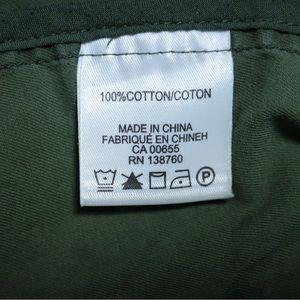 100%COTTON/COTON
MADE IN CHINA
FABRIQUÉ EN CHINEH
CA 00655
RN 138760
P